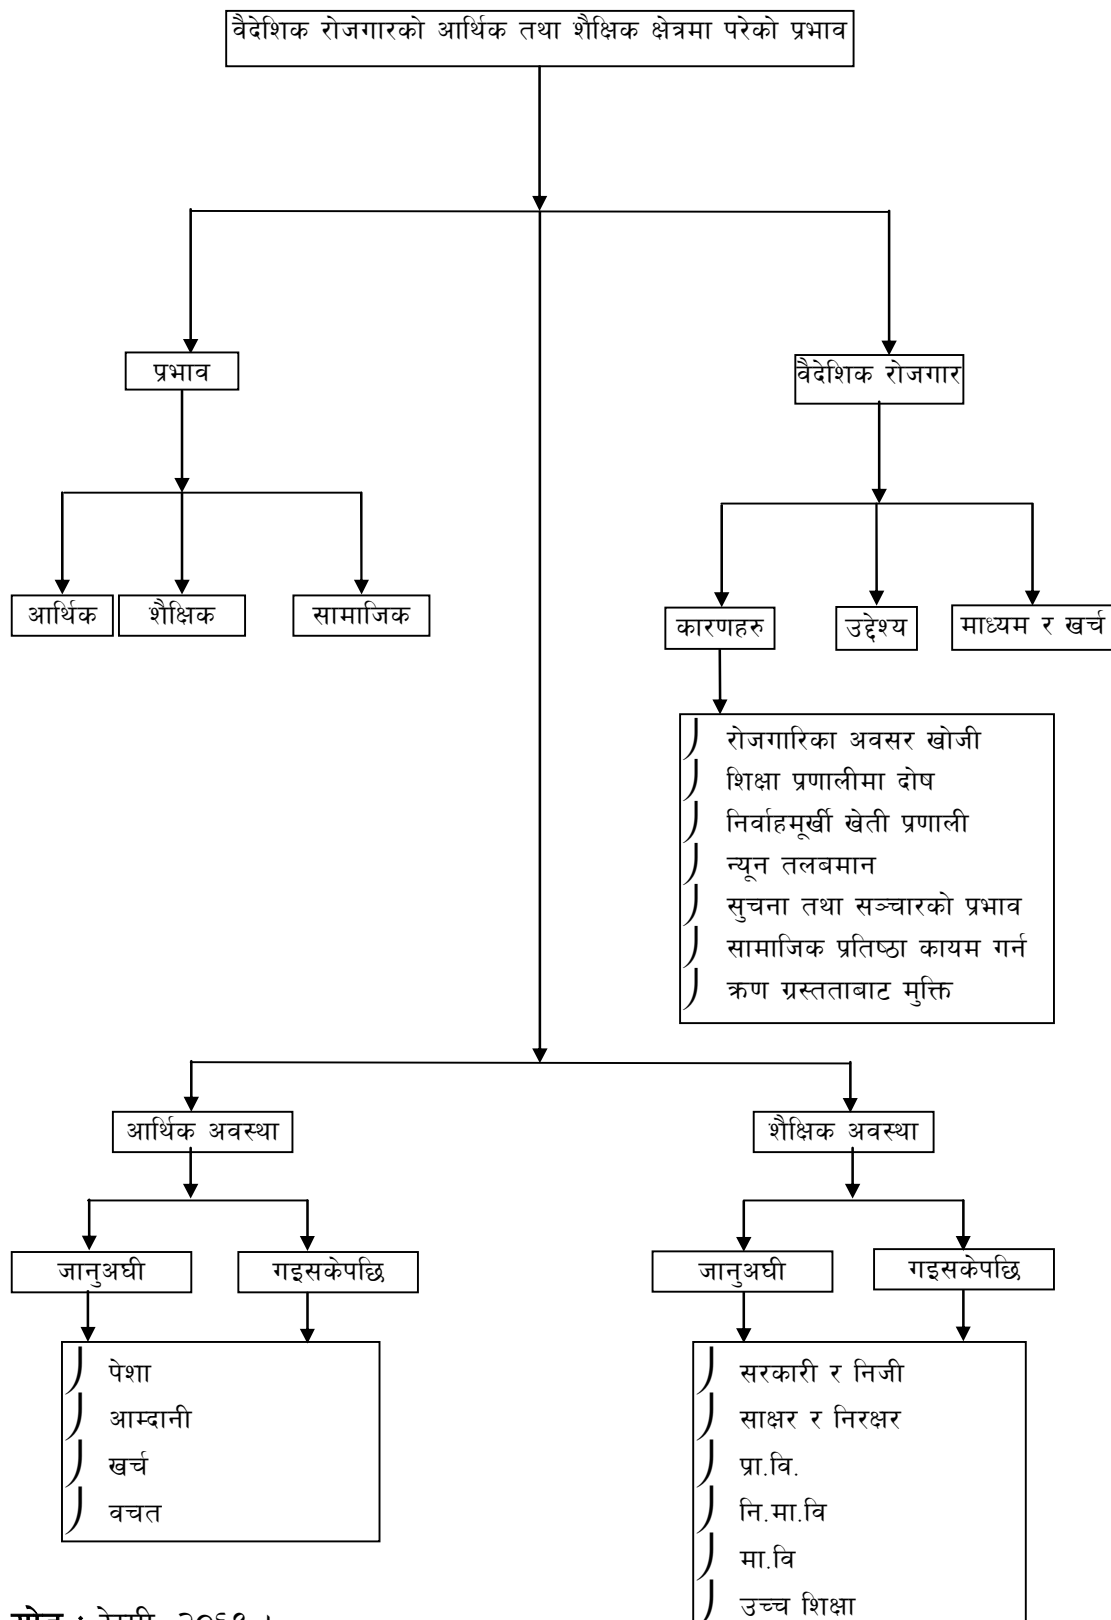 वैदेशिक रोजगारको आर्थिक तथा शैक्षिक क्षेत्रमा परेको प्रभाव
प्रभाव
वैदेशिक रोजगार
आर्थिक
शैक्षिक
सामाजिक
कारणहरु
उद्देश्य
माध्यम र खर्च
रोजगारिका अवसर खोजी
शिक्षा प्रणालीमा दोष
निर्वाहमूर्खी खेती प्रणाली
न्यून तलबमान
सुचना तथा सञ्चारको प्रभाव
सामाजिक प्रतिष्ठा कायम गर्न
ऋण ग्रस्तताबाट मुक्ति
आर्थिक अवस्था
शैक्षिक अवस्था
जानुअघी
गइसकेपछि
जानुअघी
गइसकेपछि
पेशा
आम्दानी
खर्च
वचत
सरकारी र निजी
साक्षर र निरक्षर
प्रा.वि.
नि.मा.वि
मा.वि
उच्च शिक्षा